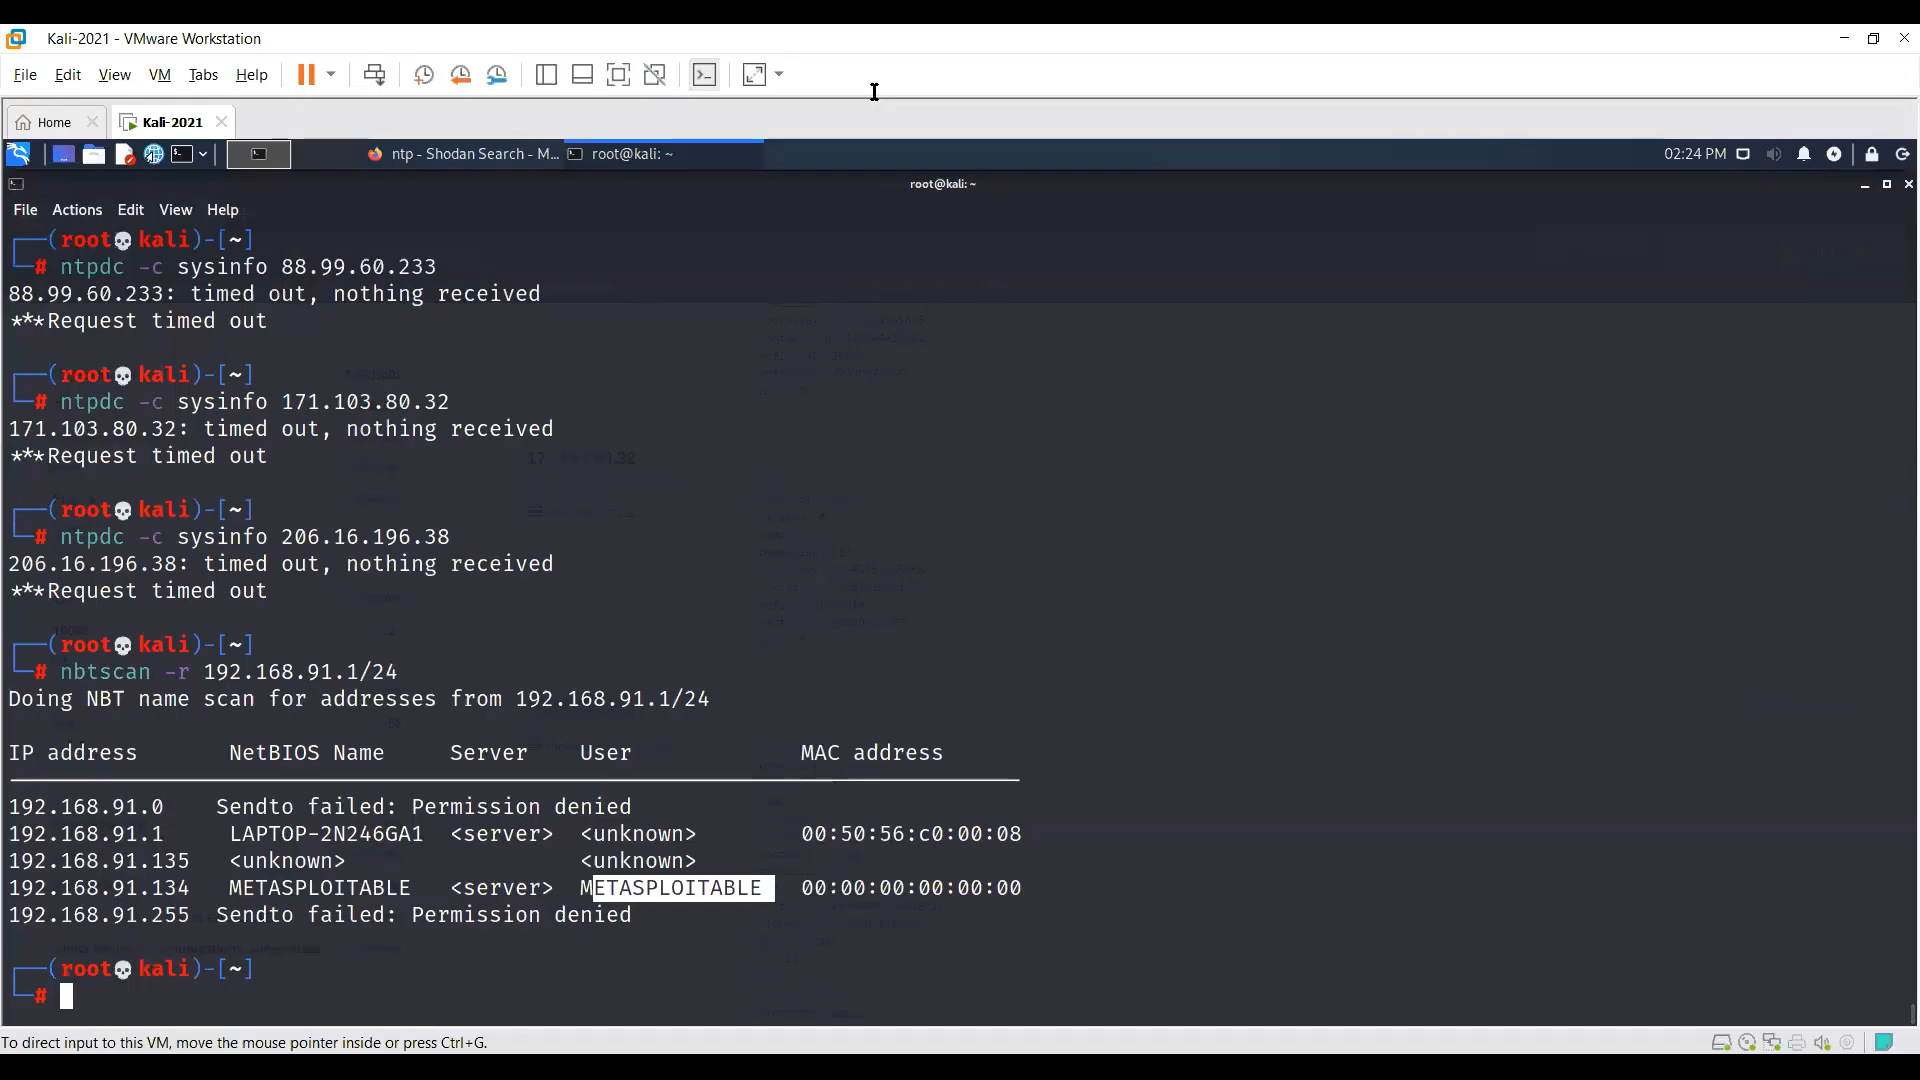 Kali-2021 - VMware Workstation
File Edit View VM Tabs Help
Home Kali-2021
ntp - Shodan Search - M... root@kali: ~ 02:24 PM
root@kali: ~
File Actions Edit View Help
(root💀kali)-[~]
# ntpdc -c sysinfo 88.99.60.233
88.99.60.233: timed out, nothing received
***Request timed out
(root💀kali)-[~]
# ntpdc -c sysinfo 171.103.80.32
171.103.80.32: timed out, nothing received
***Request timed out
(root💀kali)-[~]
# ntpdc -c sysinfo 206.16.196.38
206.16.196.38: timed out, nothing received
***Request timed out
(root💀kali)-[~]
# nbtscan -r 192.168.91.1/24
Doing NBT name scan for addresses from 192.168.91.1/24
IP address NetBIOS Name Server User MAC address
192.168.91.0 Sendto failed: Permission denied
192.168.91.1 LAPTOP-2N246GA1 <server> <unknown> 00:50:56:c0:00:08
192.168.91.135 <unknown> <unknown>
192.168.91.134 METASPLOITABLE <server> METASPLOITABLE 00:00:00:00:00:00
192.168.91.255 Sendto failed: Permission denied
(root💀kali)-[~]
#
To direct input to this VM, move the mouse pointer inside or press Ctrl+G.